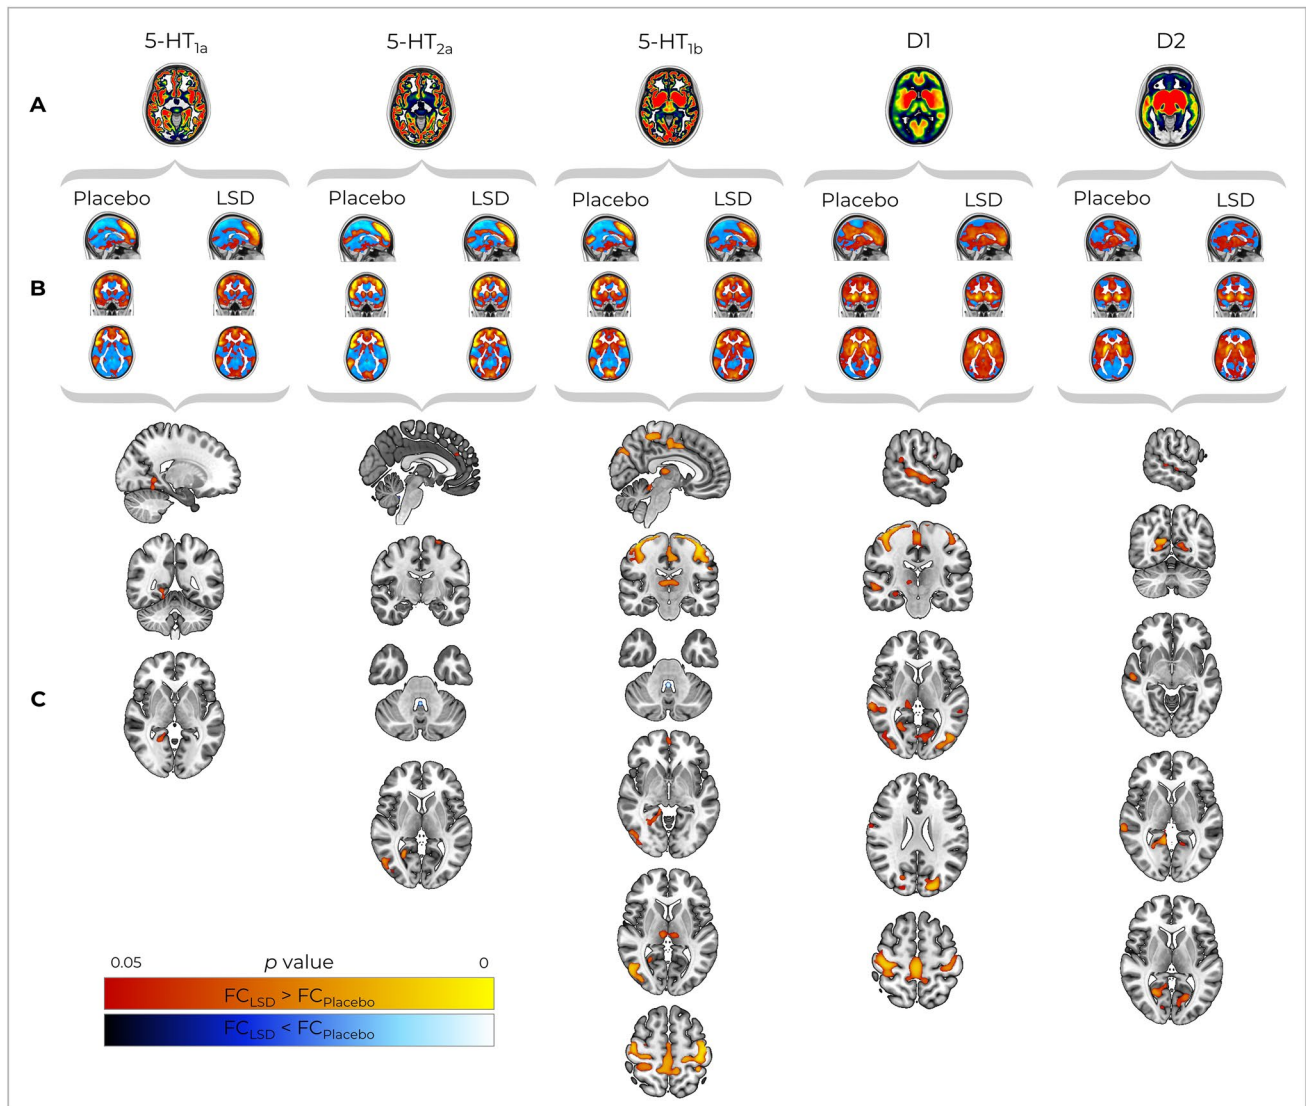 5-HT1a 5-HT2a 5-HT1b D1 D2
A
Placebo LSD Placebo LSD Placebo LSD Placebo LSD Placebo LSD
B
C
0.05 p value 0
FCLSD > FCPlacebo
FCLSD < FCPlacebo